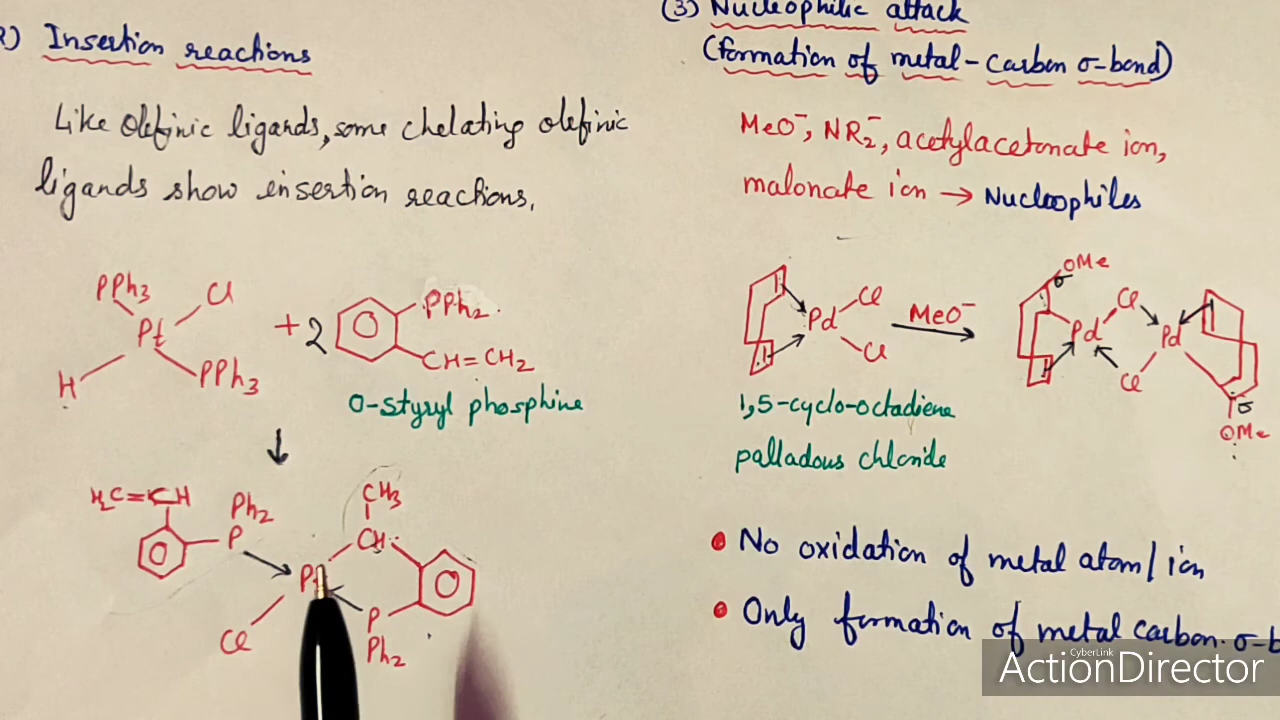 2) Insertion reactions
Like olefinic ligands, some chelating olefinic
ligands show insertion reactions.
PPh3 Cl
Pt
H PPh3
+ 2
PPh2
CH=CH2
o-styryl phosphine
↓
H2C=CH
Ph2
P
CH3
CH
Cl
P
Ph2
(3) Nucleophilic attack
(formation of metal-carbon σ-bond)
MeO⁻, NR2⁻, acetylacetonate ion,
malonate ion → Nucleophiles
Pd Cl
Cl
MeO⁻
OMe
σ
Cl
Pd Pd
Cl
σ
OMe
1,5-cyclo-octadiene
palladous chloride
• No oxidation of metal atom/ion
• Only formation of metal carbon σ-b
CyberLink
ActionDirector